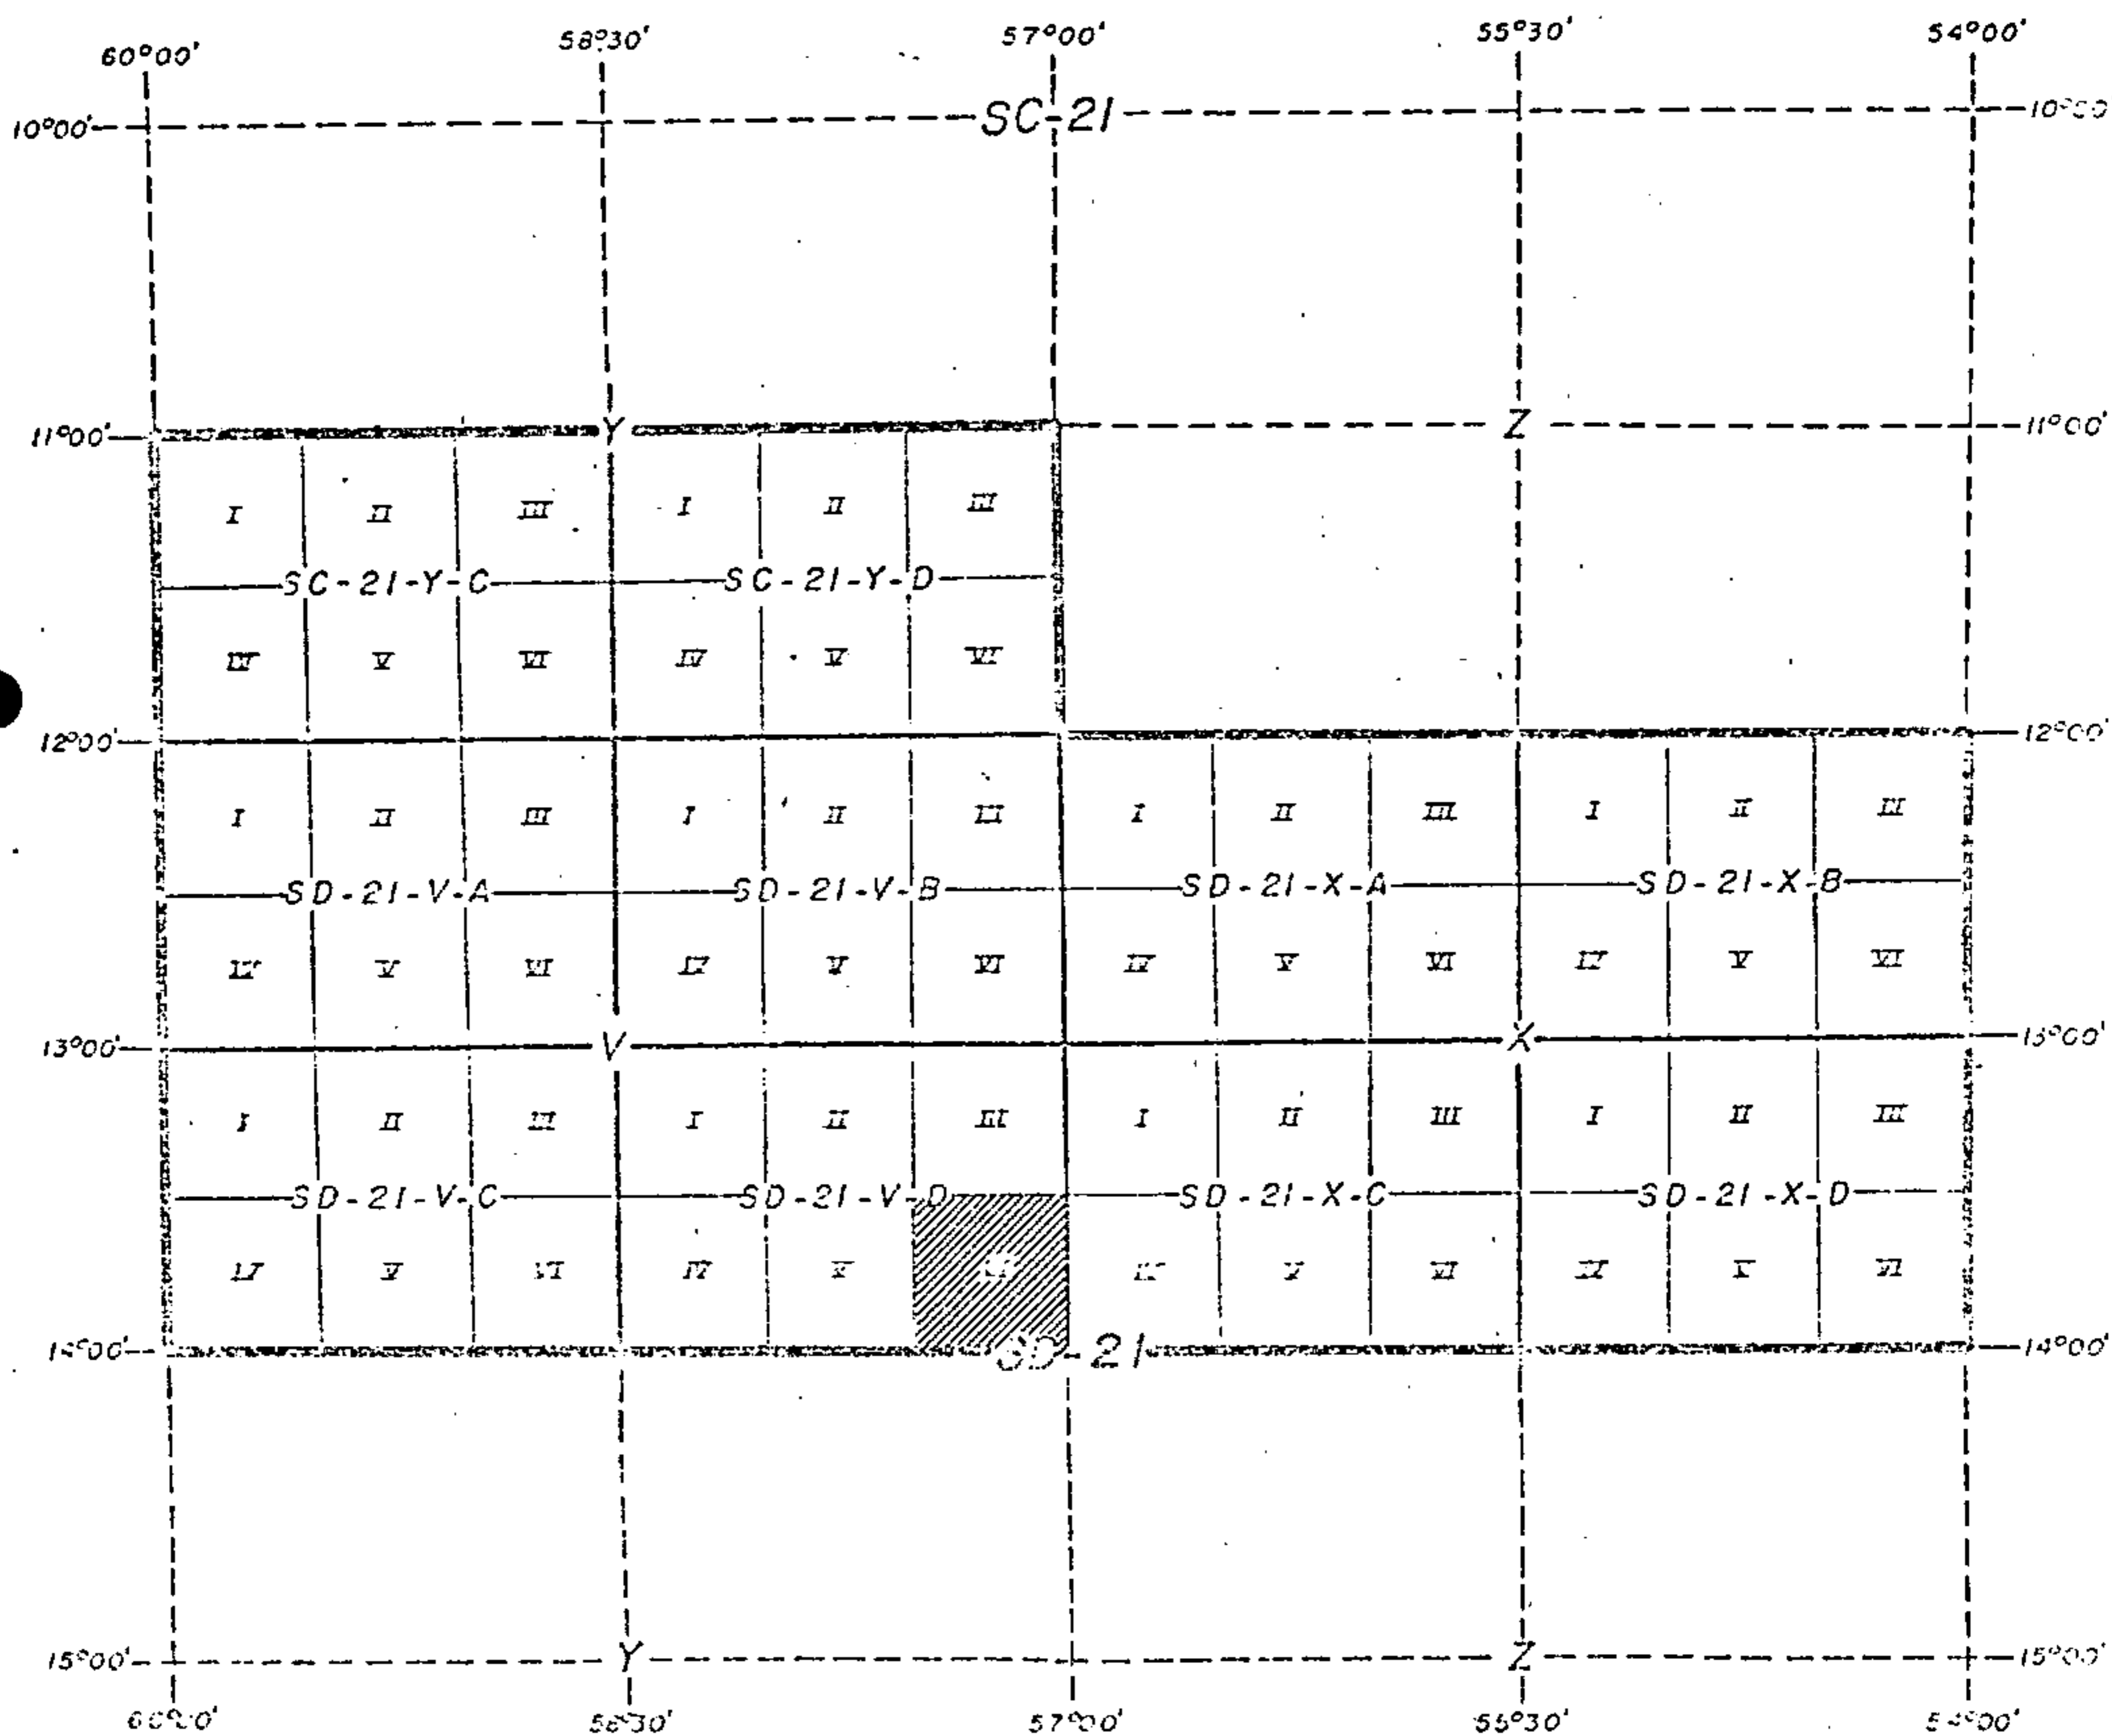 60°00' 58°30' 57°00' 55°30' 54°00'
10°00' SC-21
11°00' Y Z 11°00'
I II III I II III
SC-21-Y-C SC-21-Y-D
IV V VI IV V VI
12°00' 12°00'
I II III I II III I II III I II III
SD-21-V-A SD-21-V-B SD-21-X-A SD-21-X-B
IV V VI IV V VI IV V VI IV V VI
13°00' V X 13°00'
I II III I II III I II III I II III
SD-21-V-C SD-21-V-D SD-21-X-C SD-21-X-D
IV V VI IV V IV V VI IV V VI
14°00' SD-21 14°00'
15°00' Y Z 15°00'
60°00' 58°30' 57°00' 55°30' 54°00'